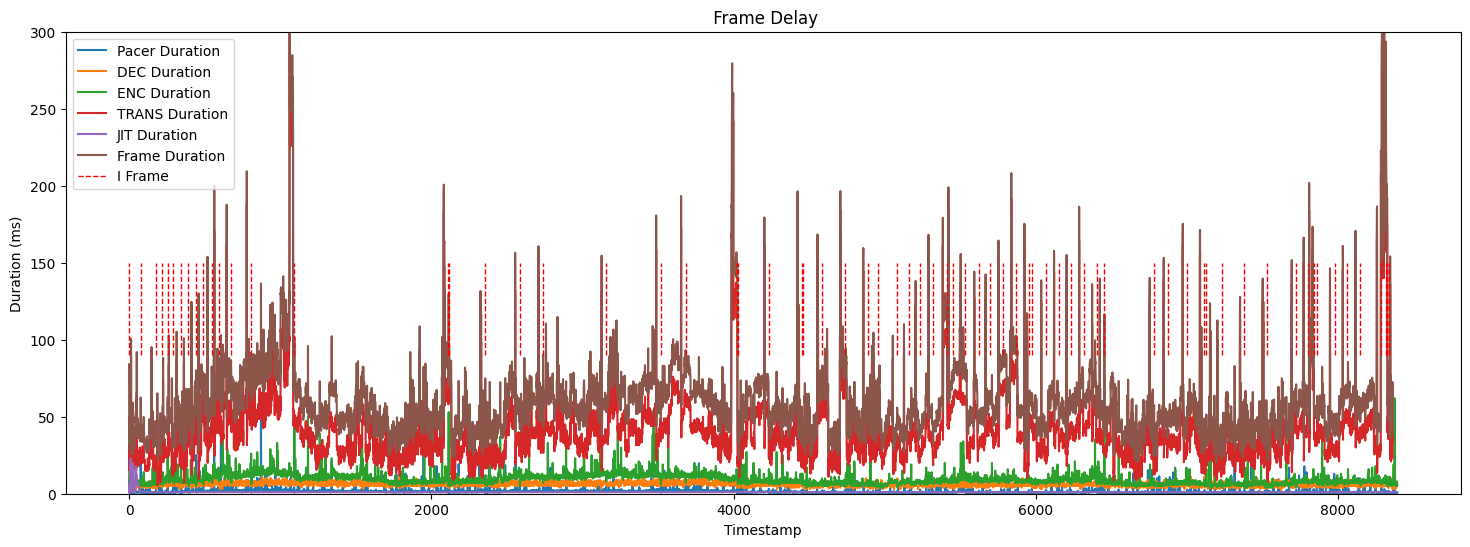 Frame Delay
300
250
200
150
100
50
0
Duration (ms)
Pacer Duration
DEC Duration
ENC Duration
TRANS Duration
JIT Duration
Frame Duration
I Frame
0
2000
4000
6000
8000
Timestamp